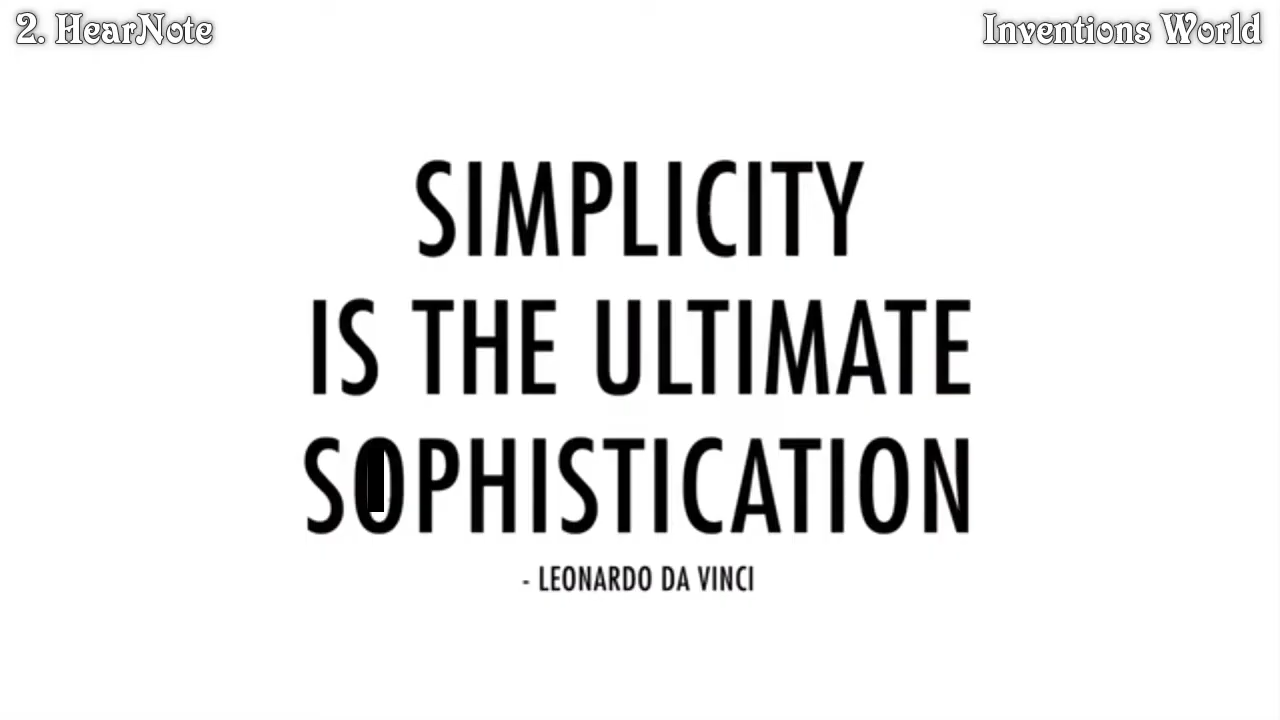 2. HearNote
Inventions World
SIMPLICITY
IS THE ULTIMATE
SOPHISTICATION
- LEONARDO DA VINCI